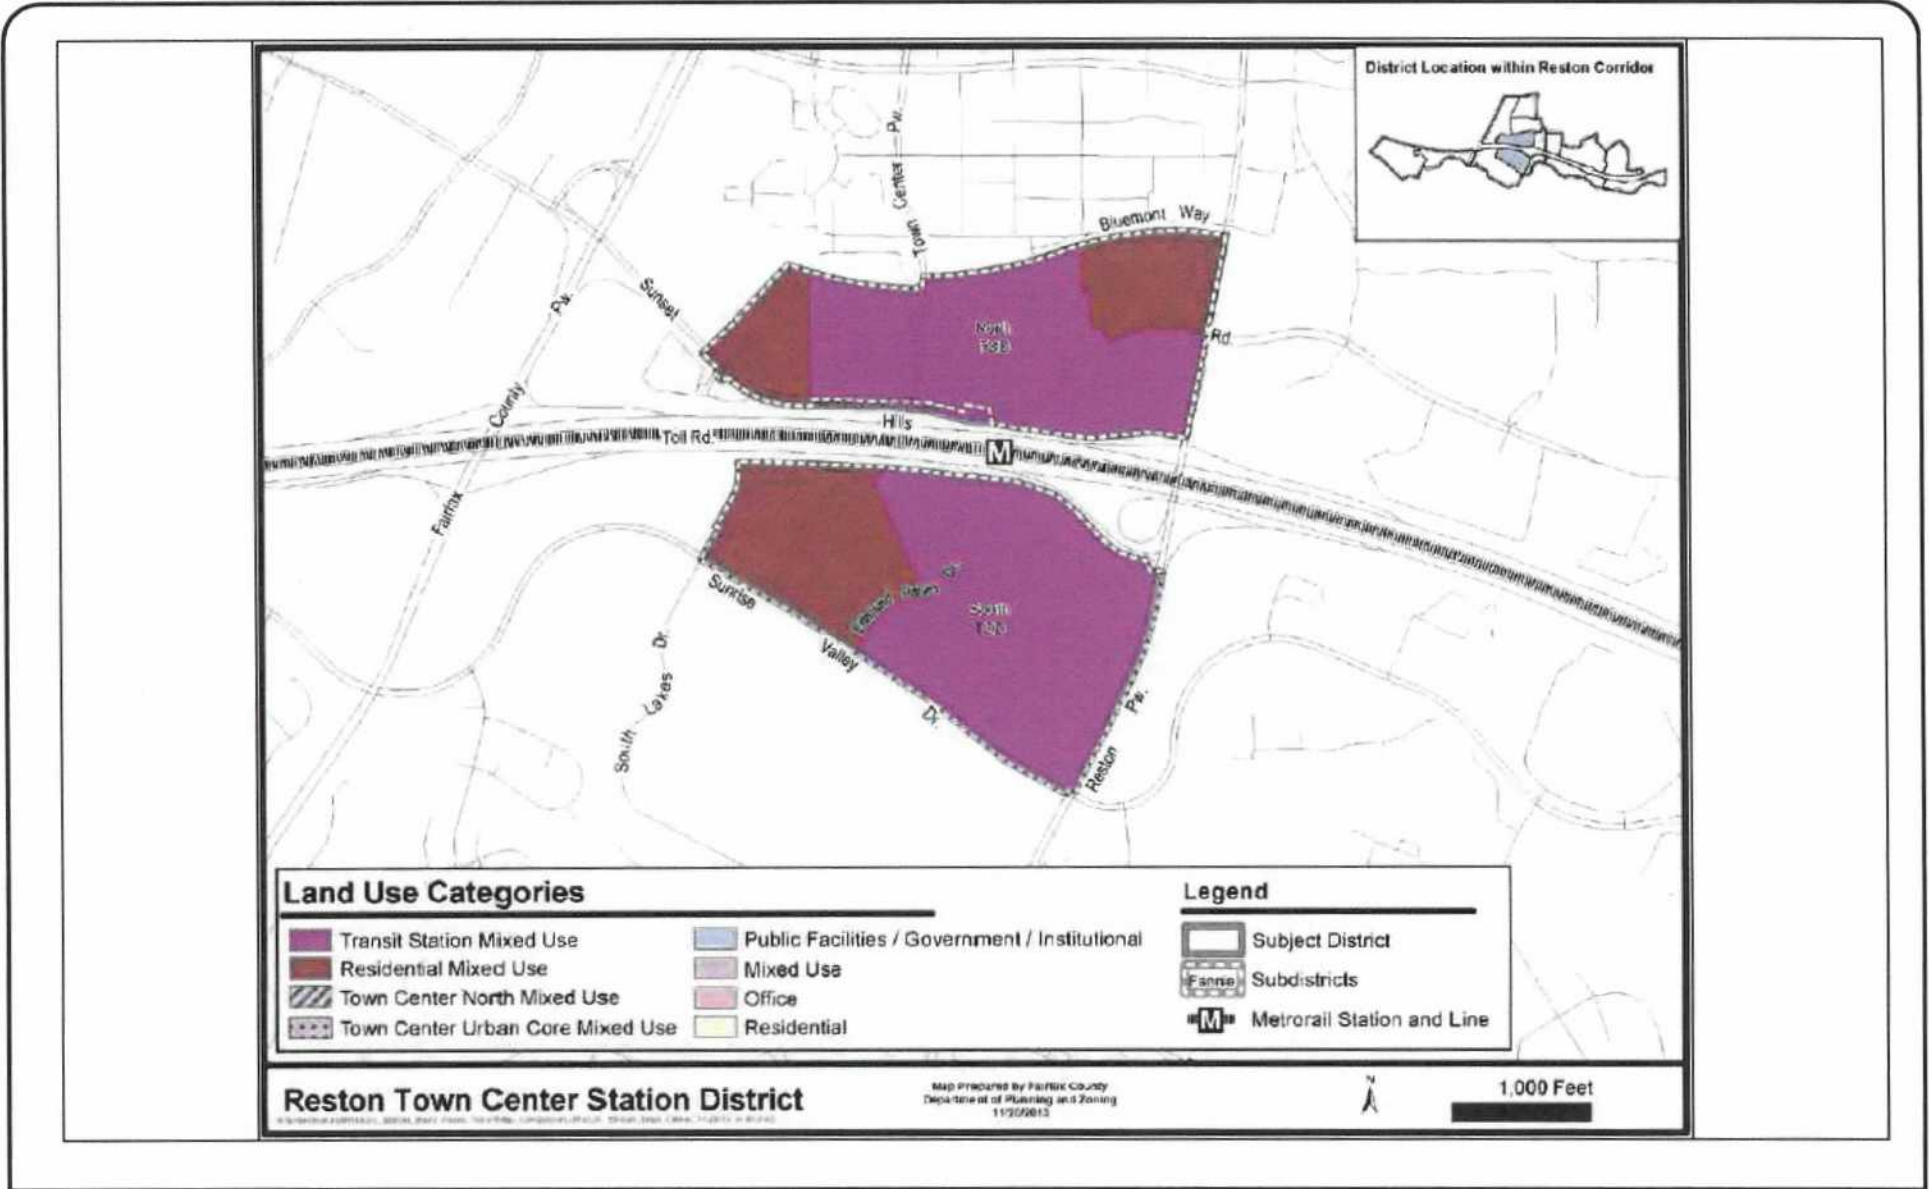 District Location within Reston Corridor
Bluemont Way
Town Center Pw.
Sunset
Hills
Rd.
Fairfax County Pw.
North
Toll Rd.
M
South
Sunrise Valley Dr.
South Lakes Dr.
Reston Pw.
Land Use Categories
Transit Station Mixed Use
Residential Mixed Use
Town Center North Mixed Use
Town Center Urban Core Mixed Use
Public Facilities / Government / Institutional
Mixed Use
Office
Residential
Legend
Subject District
Subdistricts
M Metrorail Station and Line
Reston Town Center Station District
Map Prepared by Fairfax County
Department of Planning and Zoning
N
1,000 Feet